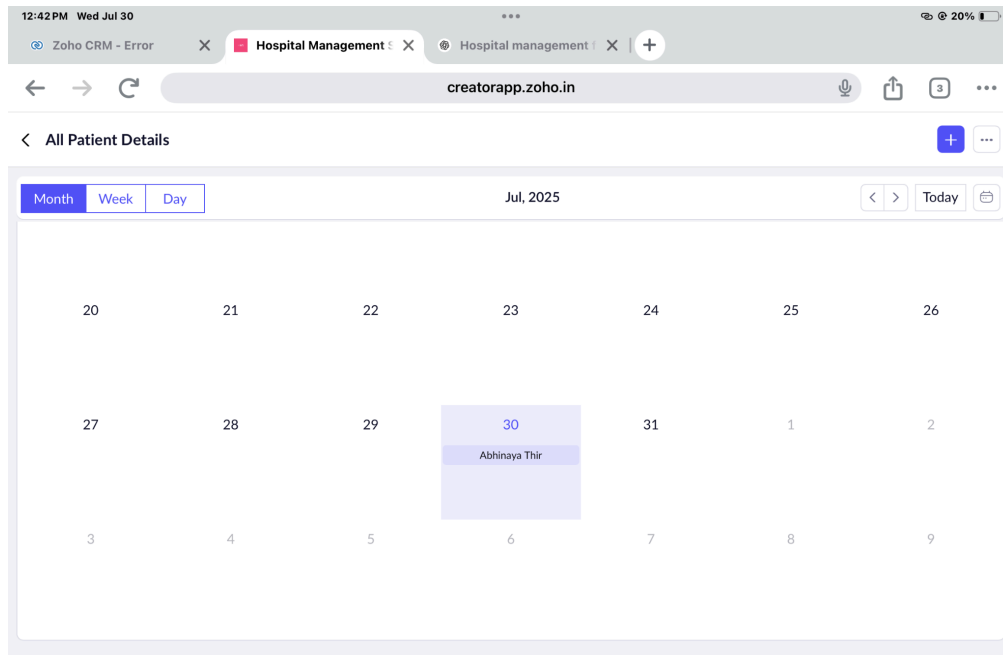 12:42 PM Wed Jul 30 20%
Zoho CRM - Error Hospital Management S Hospital management f
creatorapp.zoho.in 3
All Patient Details
Month Week Day Jul, 2025 Today
20 21 22 23 24 25 26
27 28 29 30 31 1 2
Abhinaya Thir
3 4 5 6 7 8 9